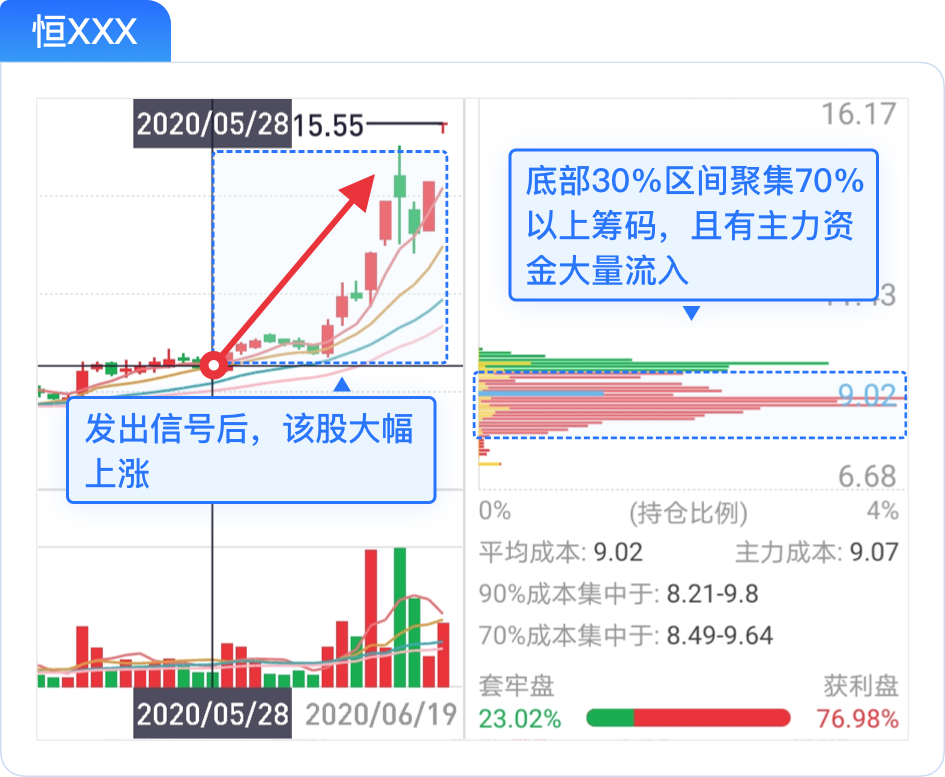 恒XXX
2020/05/28
15.55
16.17
底部30%区间聚集70%
以上筹码，且有主力资
金大量流入
9.02
发出信号后，该股大幅
上涨
6.68
0%
(持仓比例)
4%
平均成本: 9.02
主力成本: 9.07
90%成本集中于: 8.21-9.8
70%成本集中于: 8.49-9.64
套牢盘
获利盘
23.02%
76.98%
2020/05/28
2020/06/19